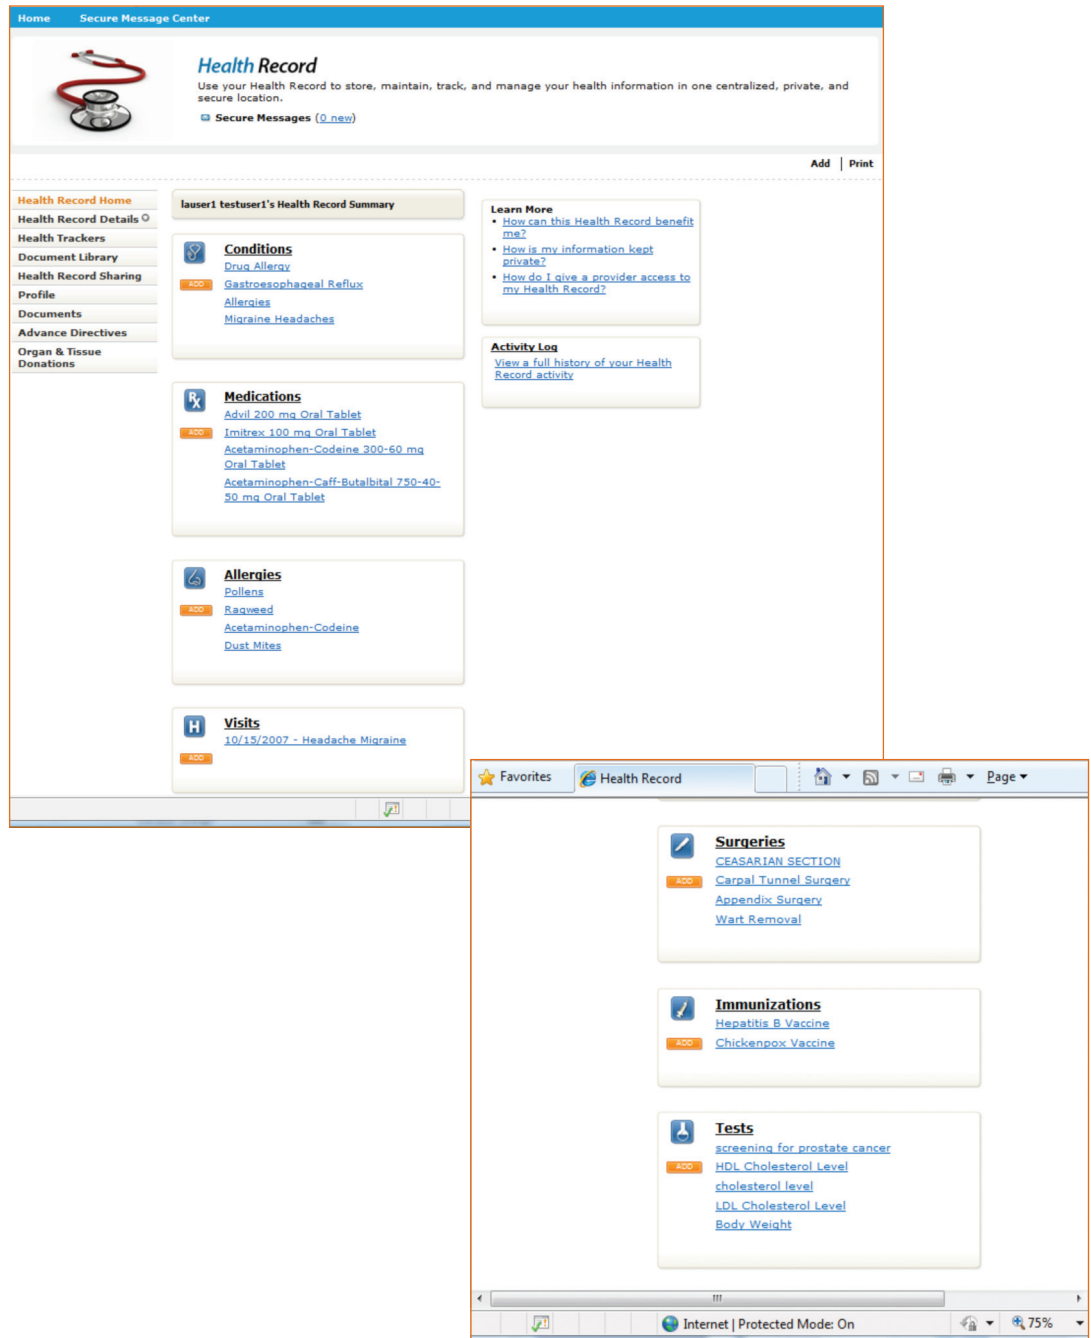 Home Secure Message Center
Health Record
Use your Health Record to store, maintain, track, and manage your health information in one centralized, private, and
secure location.
Secure Messages (0 new)
Add | Print
Health Record Home
Health Record Details
Health Trackers
Document Library
Health Record Sharing
Profile
Documents
Advance Directives
Organ & Tissue
Donations
lauser1 testuser1's Health Record Summary
Conditions
Drug Allergy
ADD
Gastroesophageal Reflux
Allergies
Migraine Headaches
Medications
Advil 200 mg Oral Tablet
ADD
Imitrex 100 mg Oral Tablet
Acetaminophen-Codeine 300-60 mg
Oral Tablet
Acetaminophen-Caff-Butalbital 750-40-
50 mg Oral Tablet
Allergies
Pollens
ADD
Ragweed
Acetaminophen-Codeine
Dust Mites
Visits
10/15/2007 - Headache Migraine
ADD
Learn More
• How can this Health Record benefit
me?
• How is my information kept
private?
• How do I give a provider access to
my Health Record?
Activity Log
View a full history of your Health
Record activity
Favorites Health Record Page
Surgeries
CEASARIAN SECTION
ADD
Carpal Tunnel Surgery
Appendix Surgery
Wart Removal
Immunizations
Hepatitis B Vaccine
ADD
Chickenpox Vaccine
Tests
screening for prostate cancer
ADD
HDL Cholesterol Level
cholesterol level
LDL Cholesterol Level
Body Weight
Internet | Protected Mode: On 75%